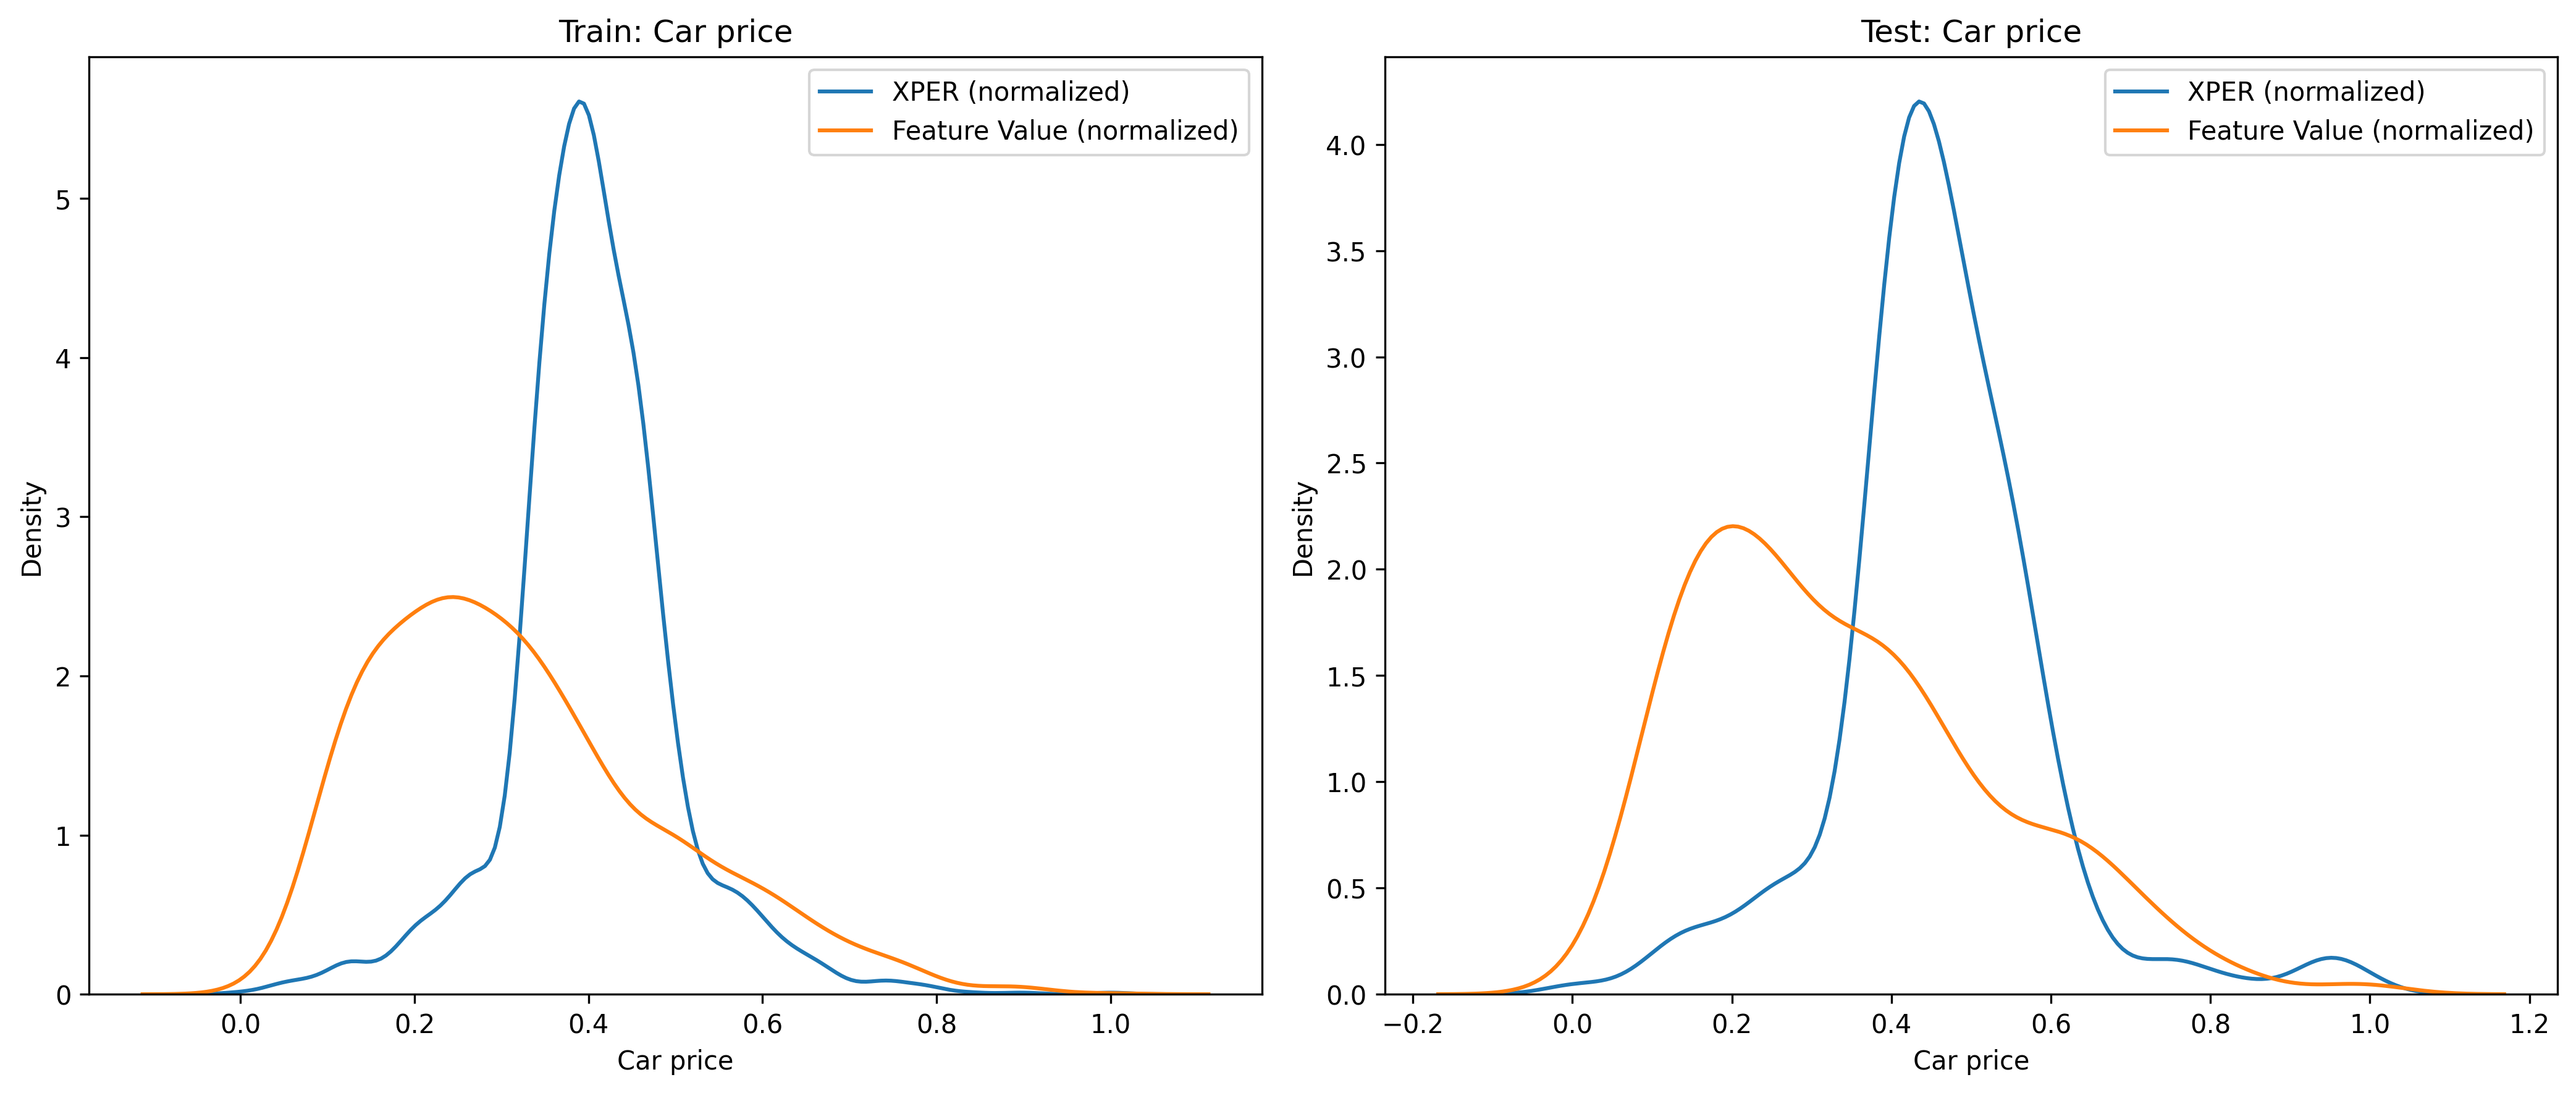 Train: Car price
XPER (normalized)
Feature Value (normalized)
Density
5
4
3
2
1
0
0.0 0.2 0.4 0.6 0.8 1.0
Car price
Test: Car price
XPER (normalized)
Feature Value (normalized)
Density
4.0
3.5
3.0
2.5
2.0
1.5
1.0
0.5
0.0
−0.2 0.0 0.2 0.4 0.6 0.8 1.0 1.2
Car price